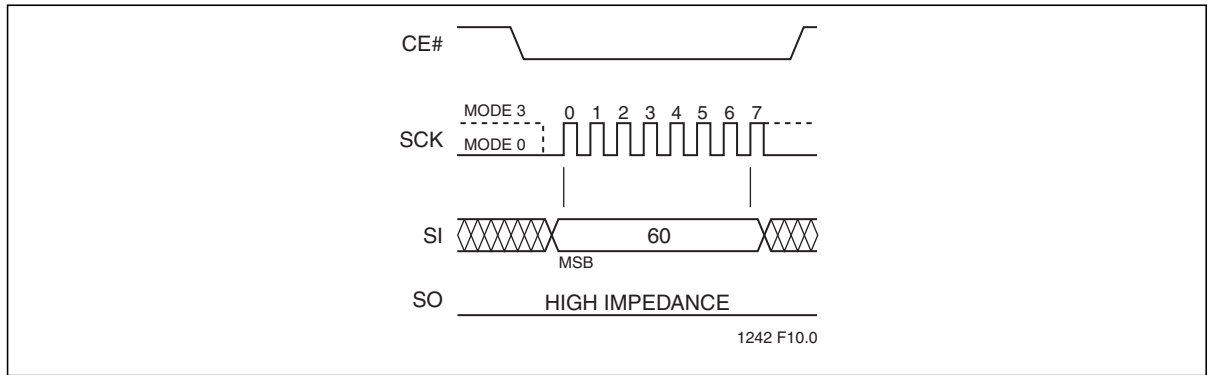 CE#
MODE 3
0 1 2 3 4 5 6 7
SCK
MODE 0
SI
60
MSB
SO
HIGH IMPEDANCE
1242 F10.0